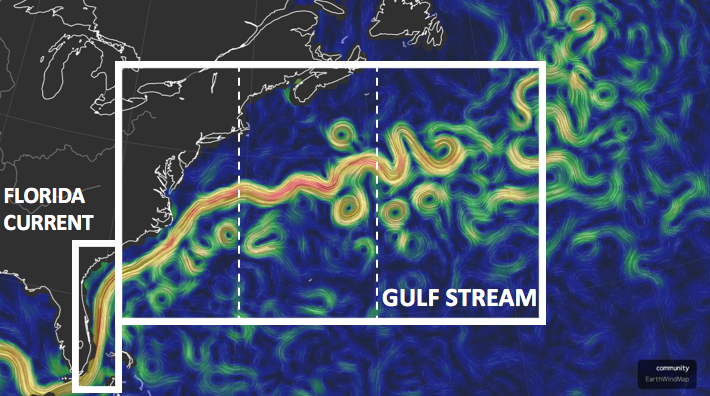 FLORIDA
CURRENT
GULF STREAM
community
EarthWindMap